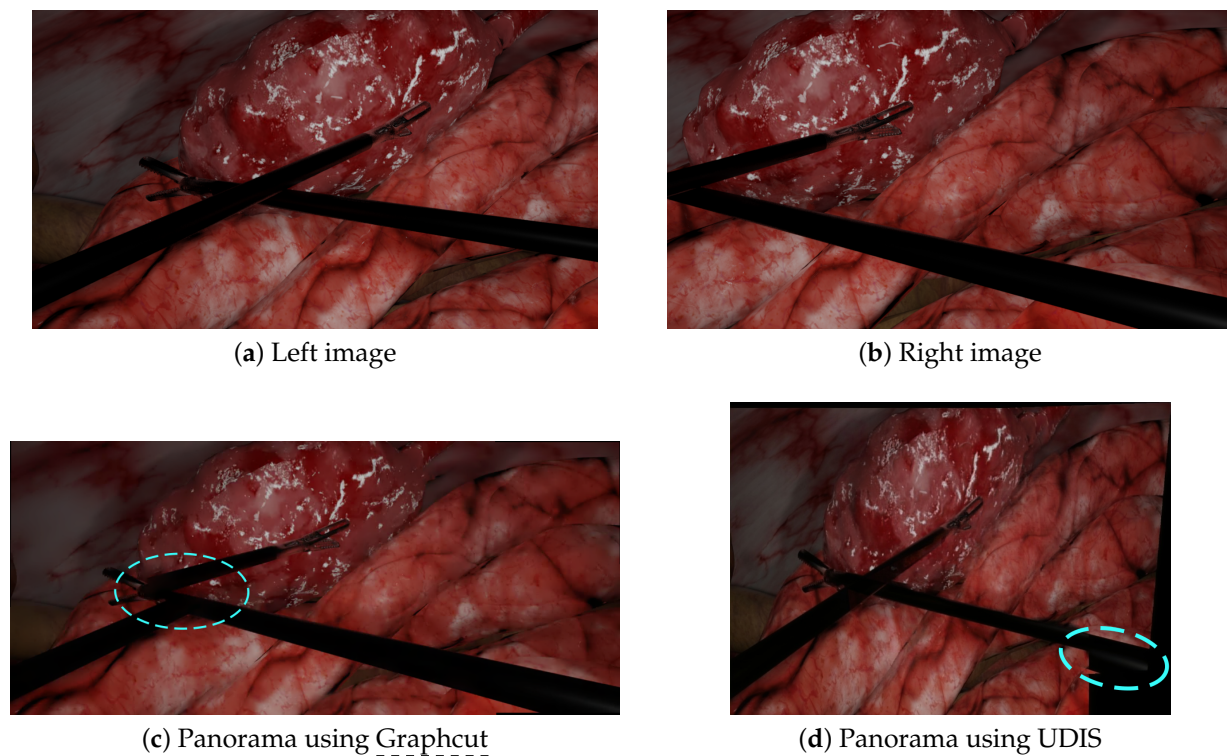 (a) Left image
(b) Right image
(c) Panorama using Graphcut
(d) Panorama using UDIS